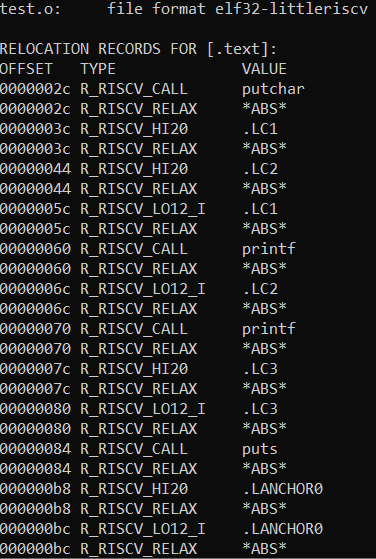 test.o:     file format elf32-littleriscv
RELOCATION RECORDS FOR [.text]:
OFFSET   TYPE              VALUE
0000002c R_RISCV_CALL      putchar
0000002c R_RISCV_RELAX     *ABS*
0000003c R_RISCV_HI20      .LC1
0000003c R_RISCV_RELAX     *ABS*
00000044 R_RISCV_HI20      .LC2
00000044 R_RISCV_RELAX     *ABS*
0000005c R_RISCV_LO12_I    .LC1
0000005c R_RISCV_RELAX     *ABS*
00000060 R_RISCV_CALL      printf
00000060 R_RISCV_RELAX     *ABS*
0000006c R_RISCV_LO12_I    .LC2
0000006c R_RISCV_RELAX     *ABS*
00000070 R_RISCV_CALL      printf
00000070 R_RISCV_RELAX     *ABS*
0000007c R_RISCV_HI20      .LC3
0000007c R_RISCV_RELAX     *ABS*
00000080 R_RISCV_LO12_I    .LC3
00000080 R_RISCV_RELAX     *ABS*
00000084 R_RISCV_CALL      puts
00000084 R_RISCV_RELAX     *ABS*
000000b8 R_RISCV_HI20      .LANCHOR0
000000b8 R_RISCV_RELAX     *ABS*
000000bc R_RISCV_LO12_I    .LANCHOR0
000000bc R_RISCV_RELAX     *ABS*